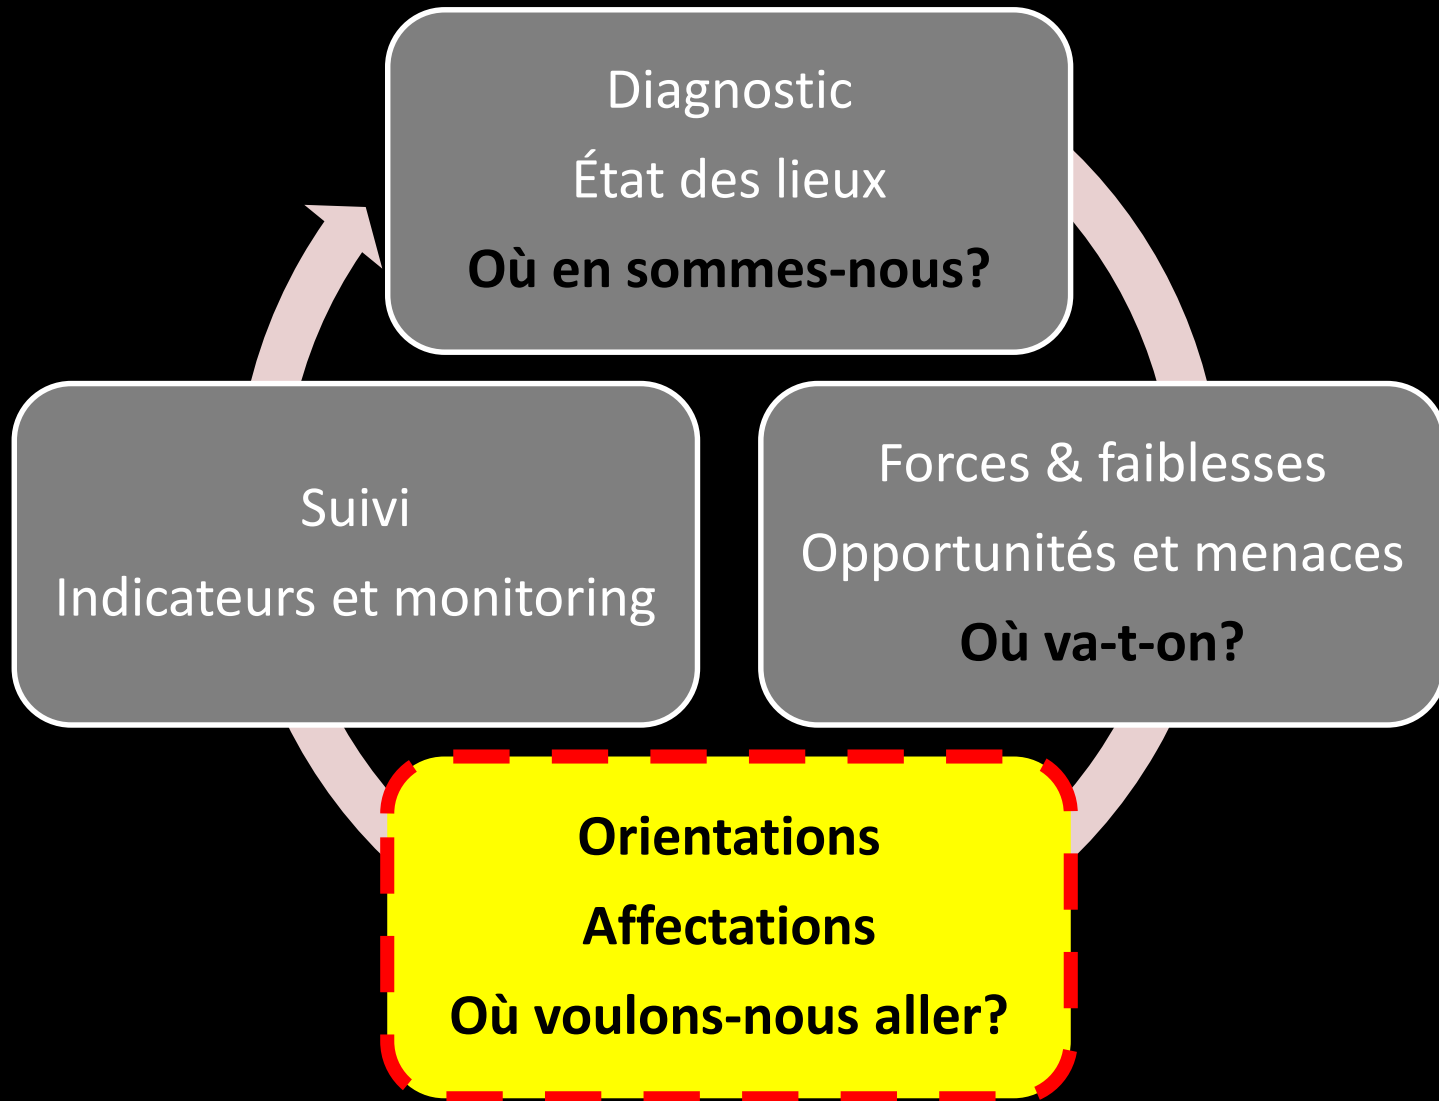 Diagnostic
État des lieux
Où en sommes-nous?
Forces & faiblesses
Opportunités et menaces
Où va-t-on?
Orientations
Affectations
Où voulons-nous aller?
Suivi
Indicateurs et monitoring